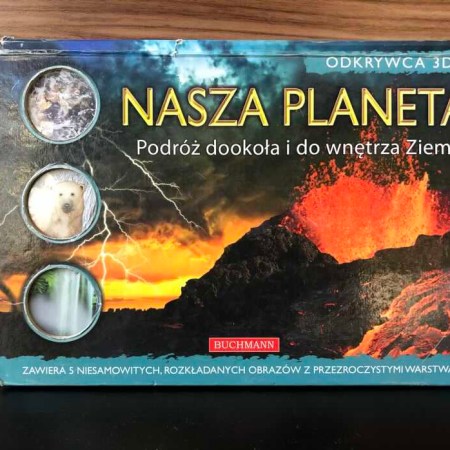 ODKRYWCA 3D
NASZA PLANETA
Podróż dookoła i do wnętrza Ziem
BUCHMANN
ZAWIERA 5 NIESAMOWITYCH, ROZKŁADANYCH OBRAZÓW Z PRZEZROCZYSTYMI WARSTWA